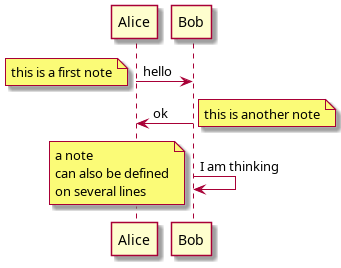 Alice Bob
this is a first note
hello
ok
this is another note
a note
can also be defined
on several lines
I am thinking
Alice Bob